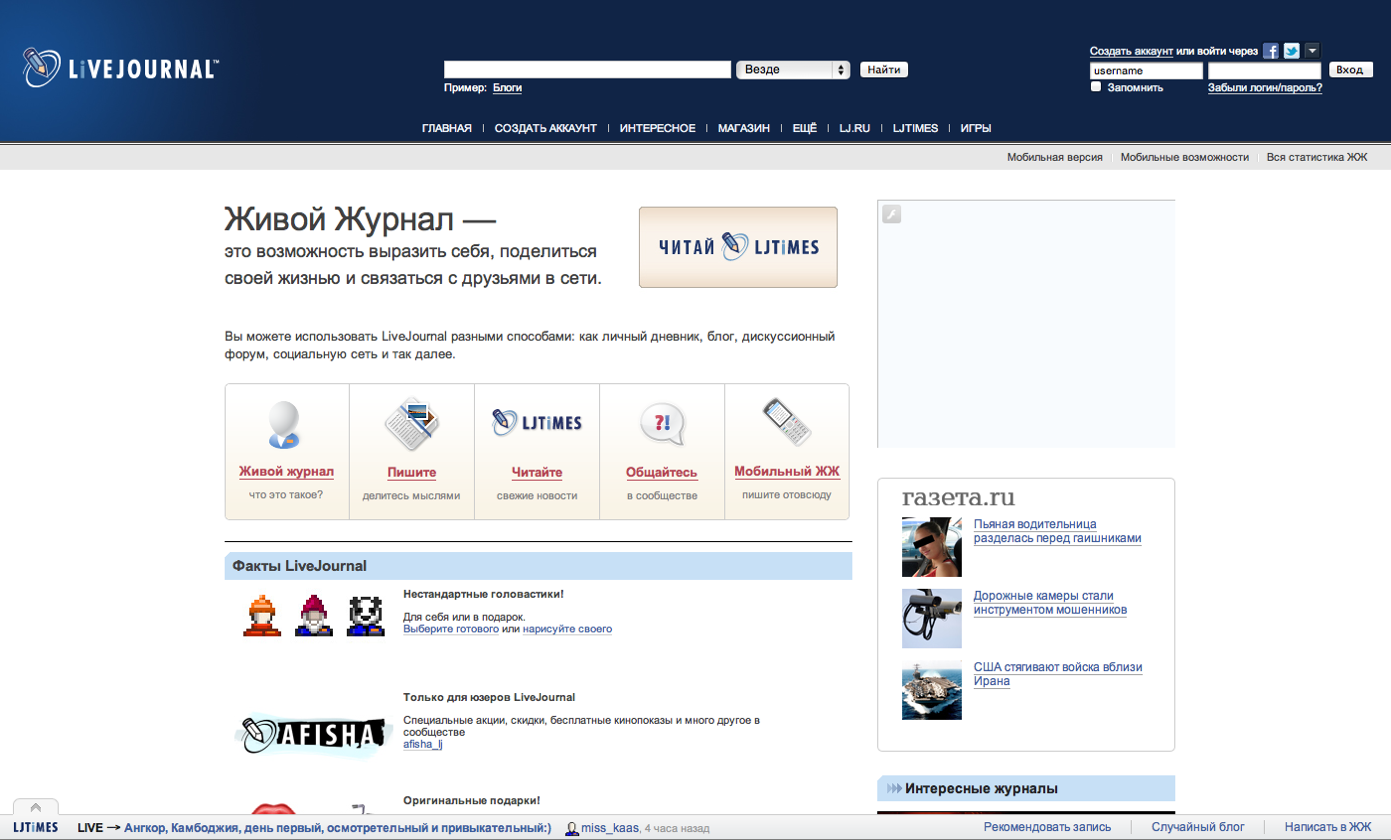 LiVEJOURNAL™
Везде
Найти
Пример: Блоги
Создать аккаунт или войти через
username
Вход
Запомнить
Забыли логин/пароль?
ГЛАВНАЯ | СОЗДАТЬ АККАУНТ | ИНТЕРЕСНОЕ | МАГАЗИН | ЕЩЁ | LJ.RU | LJTIMES | ИГРЫ
Мобильная версия | Мобильные возможности | Вся статистика ЖЖ
Живой Журнал —
это возможность выразить себя, поделиться
своей жизнью и связаться с друзьями в сети.
ЧИТАЙ LJTiMES
Вы можете использовать LiveJournal разными способами: как личный дневник, блог, дискуссионный
форум, социальную сеть и так далее.
Живой журнал
что это такое?
Пишите
делитесь мыслями
LJTiMES
Читайте
свежие новости
?!
Общайтесь
в сообществе
Мобильный ЖЖ
пишите отовсюду
Факты LiveJournal
Нестандартные головастики!
Для себя или в подарок.
Выберите готового или нарисуйте своего
AFISHA
Только для юзеров LiveJournal
Специальные акции, скидки, бесплатные кинопоказы и много другое в
сообществе
afisha_lj
Оригинальные подарки!
газета.ru
Пьяная водительница
разделась перед гаишниками
Дорожные камеры стали
инструментом мошенников
США стягивают войска вблизи
Ирана
Интересные журналы
LJTiMES
LIVE → Ангкор, Камбоджия, день первый, осмотретельный и привыкательный:) miss_kaas, 4 часа назад
Рекомендовать запись | Случайный блог | Написать в ЖЖ